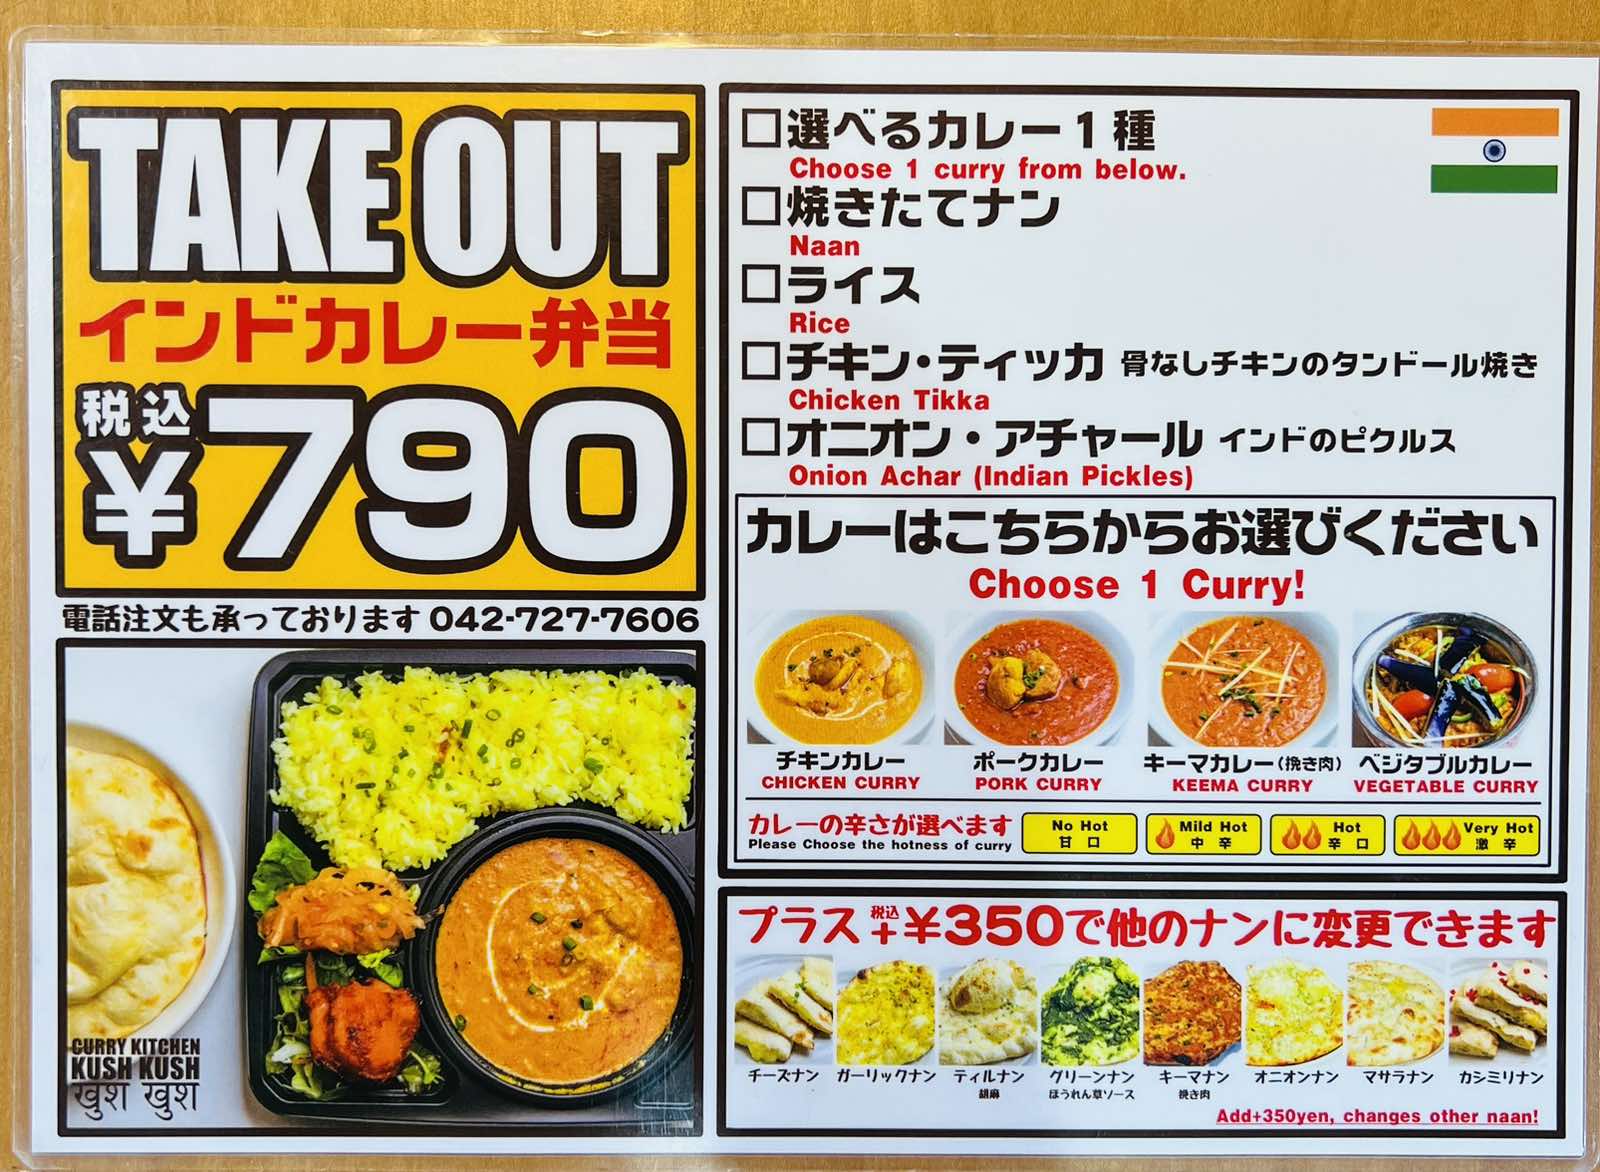 TAKE OUT
インドカレー弁当
税込
¥790
電話注文も承っております 042-727-7606
CURRY KITCHEN
KUSH KUSH
खुश खुश
□選べるカレー1種
Choose 1 curry from below.
□焼きたてナン
Naan
□ライス
Rice
□チキン・ティッカ 骨なしチキンのタンドール焼き
Chicken Tikka
□オニオン・アチャール インドのピクルス
Onion Achar (Indian Pickles)
カレーはこちらからお選びください
Choose 1 Curry!
チキンカレー
CHICKEN CURRY
ポークカレー
PORK CURRY
キーマカレー(挽き肉)
KEEMA CURRY
ベジタブルカレー
VEGETABLE CURRY
カレーの辛さが選べます
Please Choose the hotness of curry
No Hot
甘口
Mild Hot
中辛
Hot
辛口
Very Hot
激辛
プラス税込+¥350で他のナンに変更できます
チーズナン
ガーリックナン
ティルナン
胡麻
グリーンナン
ほうれん草ソース
キーマナン
挽き肉
オニオンナン
マサラナン
カシミリナン
Add+350yen, changes other naan!